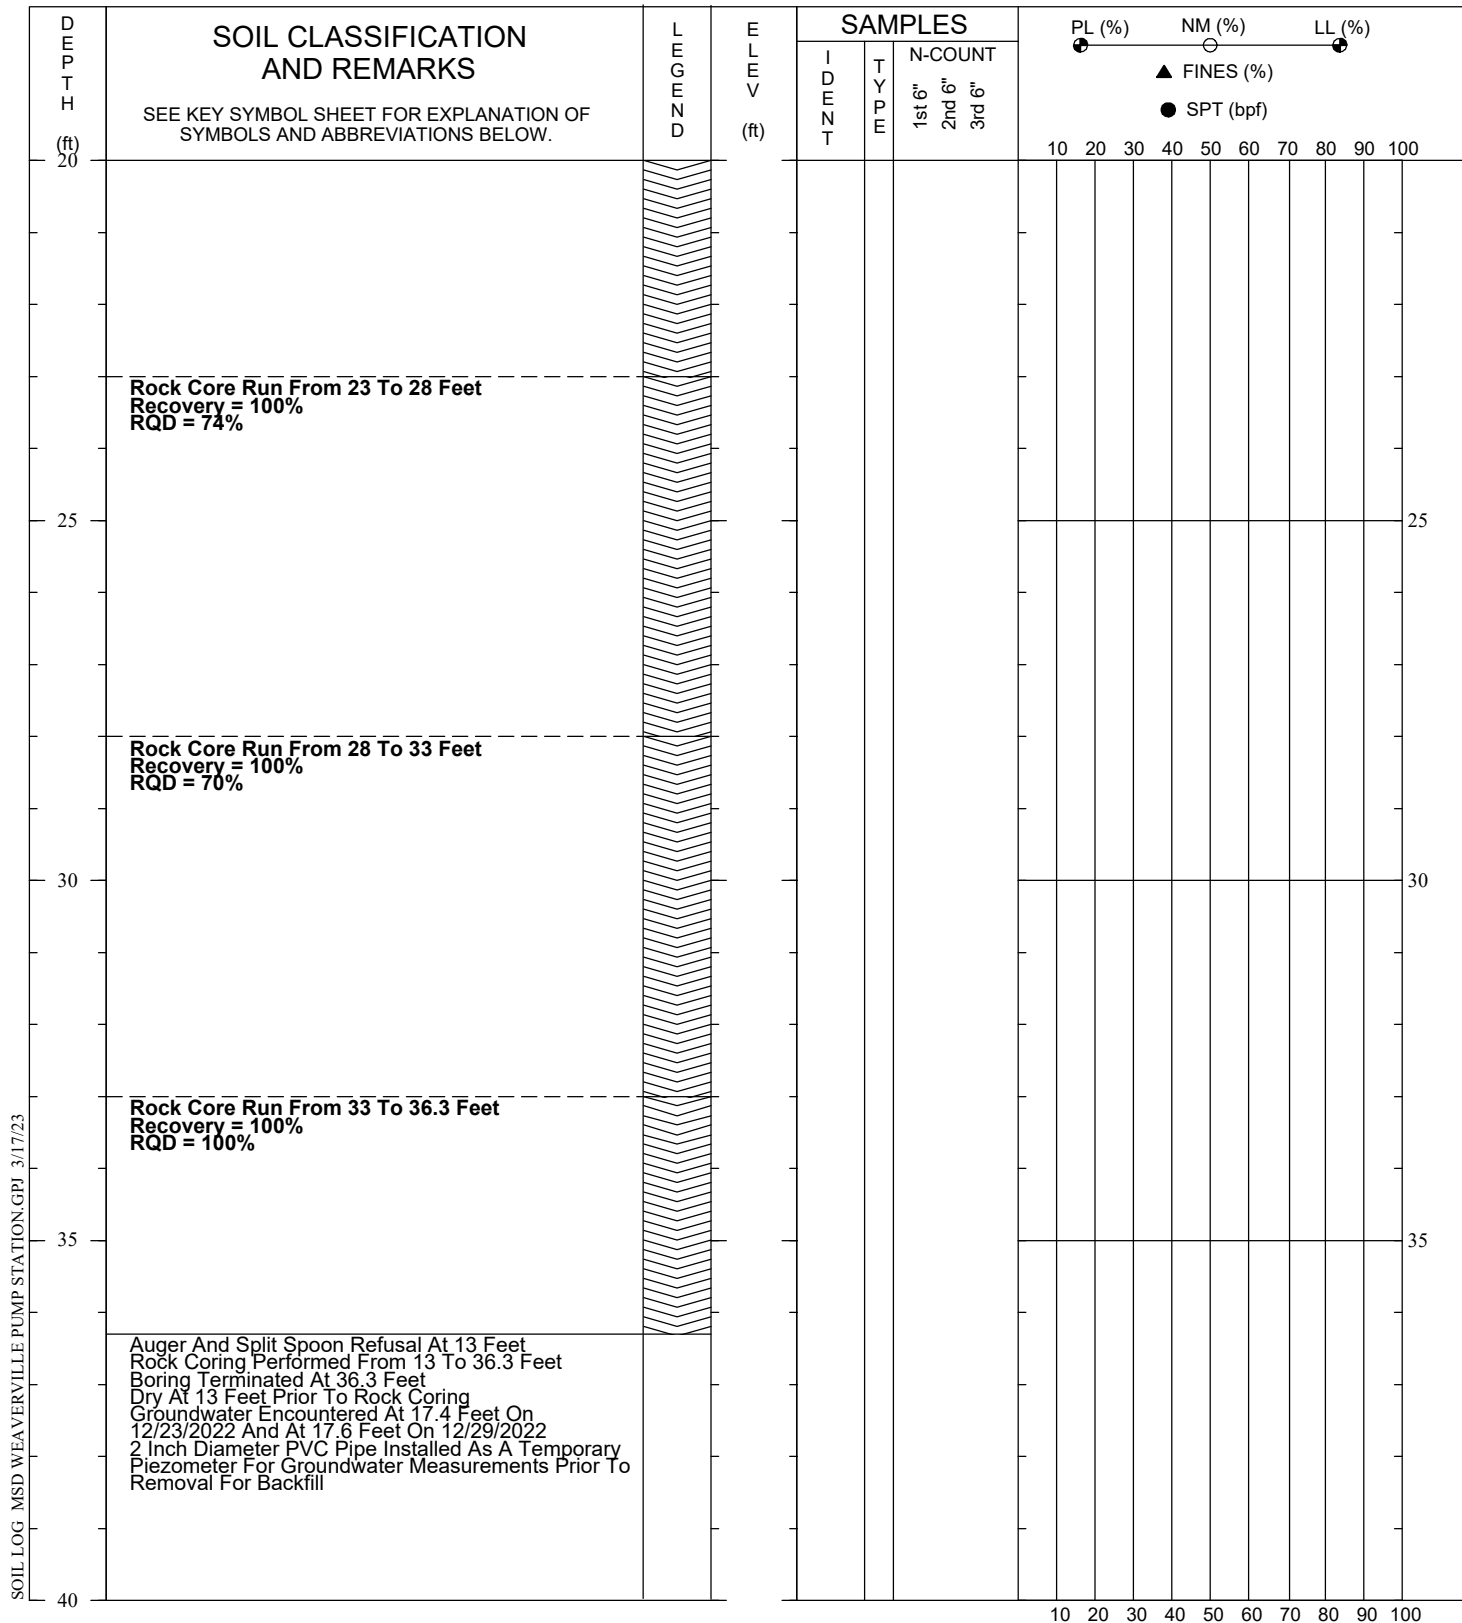 DEPTH
(ft)
SOIL CLASSIFICATION
AND REMARKS
SEE KEY SYMBOL SHEET FOR EXPLANATION OF
SYMBOLS AND ABBREVIATIONS BELOW.
LEGEND
ELEV
(ft)
SAMPLES
IDENT
TYPE
N-COUNT
1st 6"
2nd 6"
3rd 6"
PL (%)
NM (%)
LL (%)
▲ FINES (%)
● SPT (bpf)
10 20 30 40 50 60 70 80 90 100
20
Rock Core Run From 23 To 28 Feet
Recovery = 100%
RQD = 74%
25
25
Rock Core Run From 28 To 33 Feet
Recovery = 100%
RQD = 70%
30
30
Rock Core Run From 33 To 36.3 Feet
Recovery = 100%
RQD = 100%
35
35
Auger And Split Spoon Refusal At 13 Feet
Rock Coring Performed From 13 To 36.3 Feet
Boring Terminated At 36.3 Feet
Dry At 13 Feet Prior To Rock Coring
Groundwater Encountered At 17.4 Feet On
12/23/2022 And At 17.6 Feet On 12/29/2022
2 Inch Diameter PVC Pipe Installed As A Temporary
Piezometer For Groundwater Measurements Prior To
Removal For Backfill
40
10 20 30 40 50 60 70 80 90 100
SOIL LOG MSD WEAVERVILLE PUMP STATION.GPJ 3/17/23